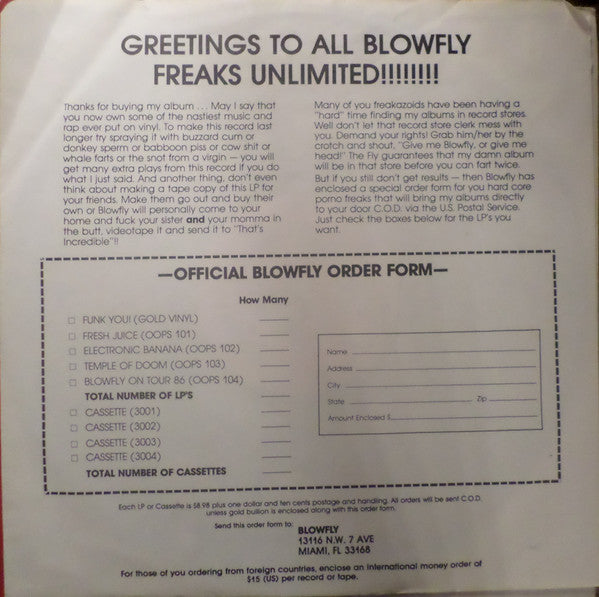 GREETINGS TO ALL BLOWFLY
FREAKS UNLIMITED!!!!!!!!
Thanks for buying my album . . . May I say that
you now own some of the nastiest music and
rap ever put on vinyl. To make this record last
longer try spraying it with buzzard cum or
donkey sperm or babboon piss or cow shit or
whale farts or the snot from a virgin — you will
get many extra plays from this record if you do
what I just said. And another thing, don't even
think about making a tape copy of this LP for
your friends. Make them go out and buy their
own or Blowfly will personally come to your
home and fuck your sister and your momma in
the butt, videotape it and send it to "That's
Incredible"!!
Many of you freakazoids have been having a
"hard" time finding my albums in record stores.
Well don't let that record store clerk mess with
you. Demand your rights! Grab him/her by the
crotch and shout, "Give me Blowfly, or give me
head!" The Fly guarantees that my damn album
will be in that store before you can fart twice.
But if you still don't get results — then Blowfly has
enclosed a special order form for you hard core
porno freaks that will bring my albums directly
to your door C.O.D. via the U.S. Postal Service.
Just check the boxes below for the LP's you
want.
—OFFICIAL BLOWFLY ORDER FORM—
How Many
FUNK YOU! (GOLD VINYL)
FRESH JUICE (OOPS 101)
ELECTRONIC BANANA (OOPS 102)
TEMPLE OF DOOM (OOPS 103)
BLOWFLY ON TOUR 86 (OOPS 104)
TOTAL NUMBER OF LP'S
CASSETTE (3001)
CASSETTE (3002)
CASSETTE (3003)
CASSETTE (3004)
TOTAL NUMBER OF CASSETTES
Name
Address
City
State Zip
Amount Enclosed $
Each LP or Cassette is $8.98 plus one dollar and ten cents postage and handling. All orders will be sent C.O.D.
unless gold bullion is enclosed along with this order form.
Send this order form to: BLOWFLY
13116 N.W. 7 AVE
MIAMI, FL 33168
For those of you ordering from foreign countries, enclose an international money order of
$15 (US) per record or tape.